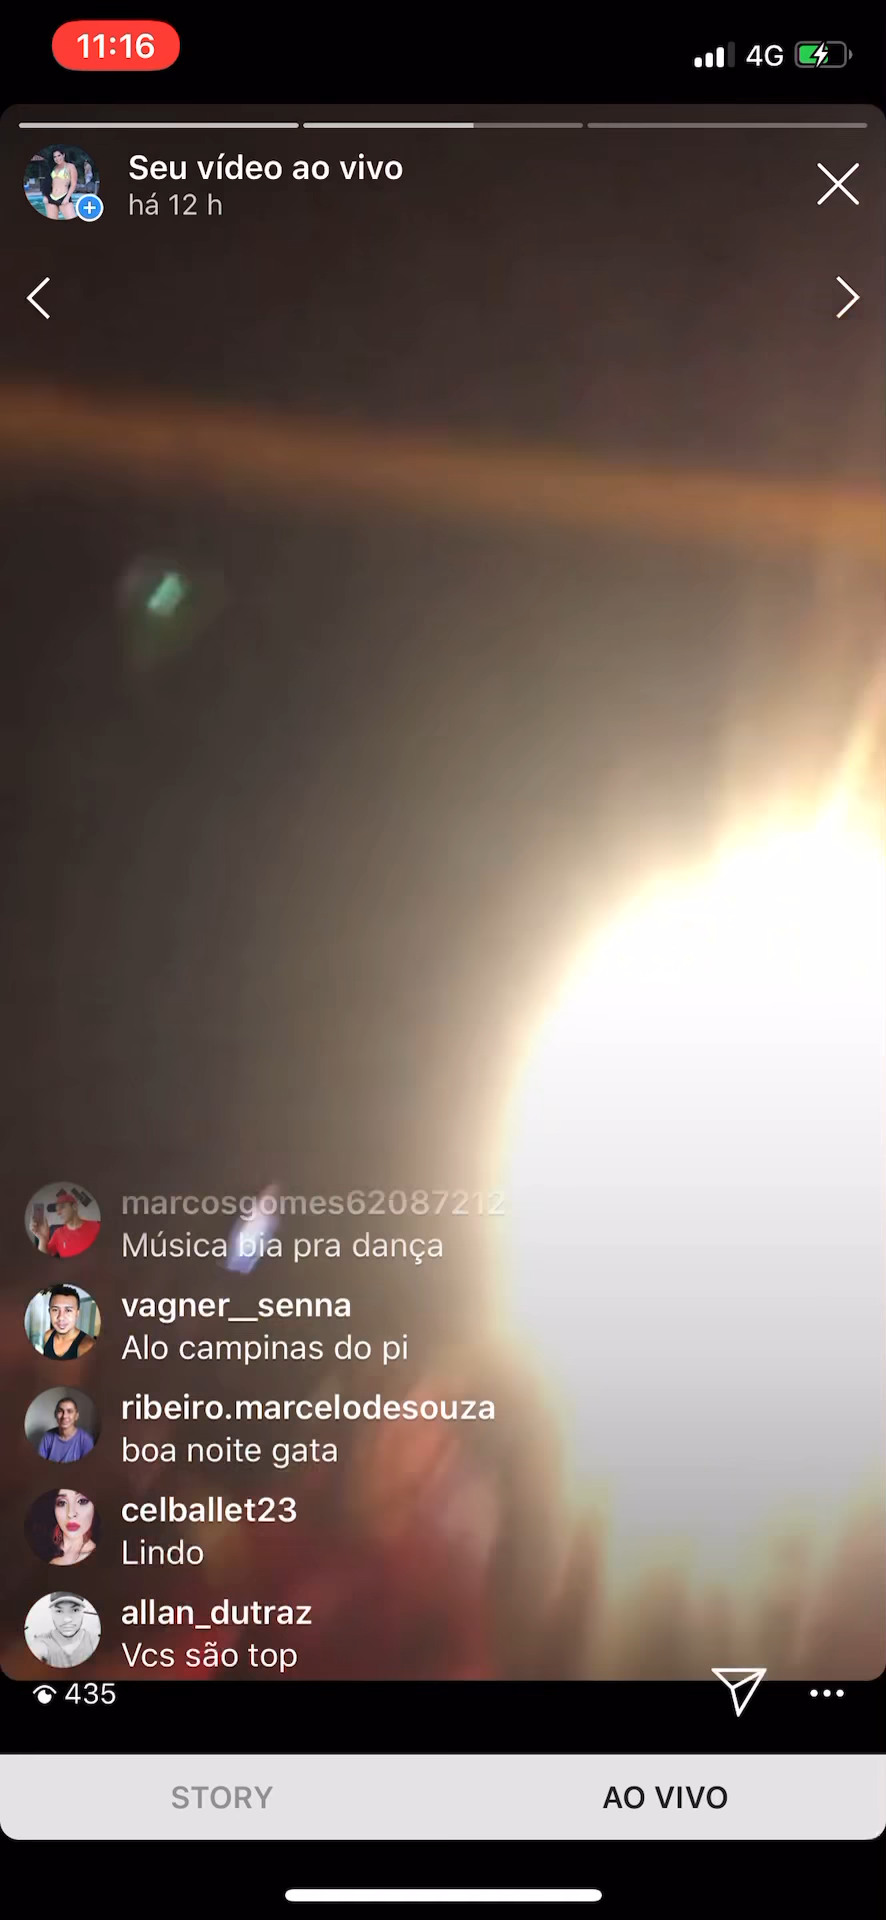 11:16
4G
Seu vídeo ao vivo
há 12 h
marcosgomes62087212
Música bia pra dança
vagner__senna
Alo campinas do pi
ribeiro.marcelodesouza
boa noite gata
celballet23
Lindo
allan_dutraz
Vcs são top
435
STORY
AO VIVO